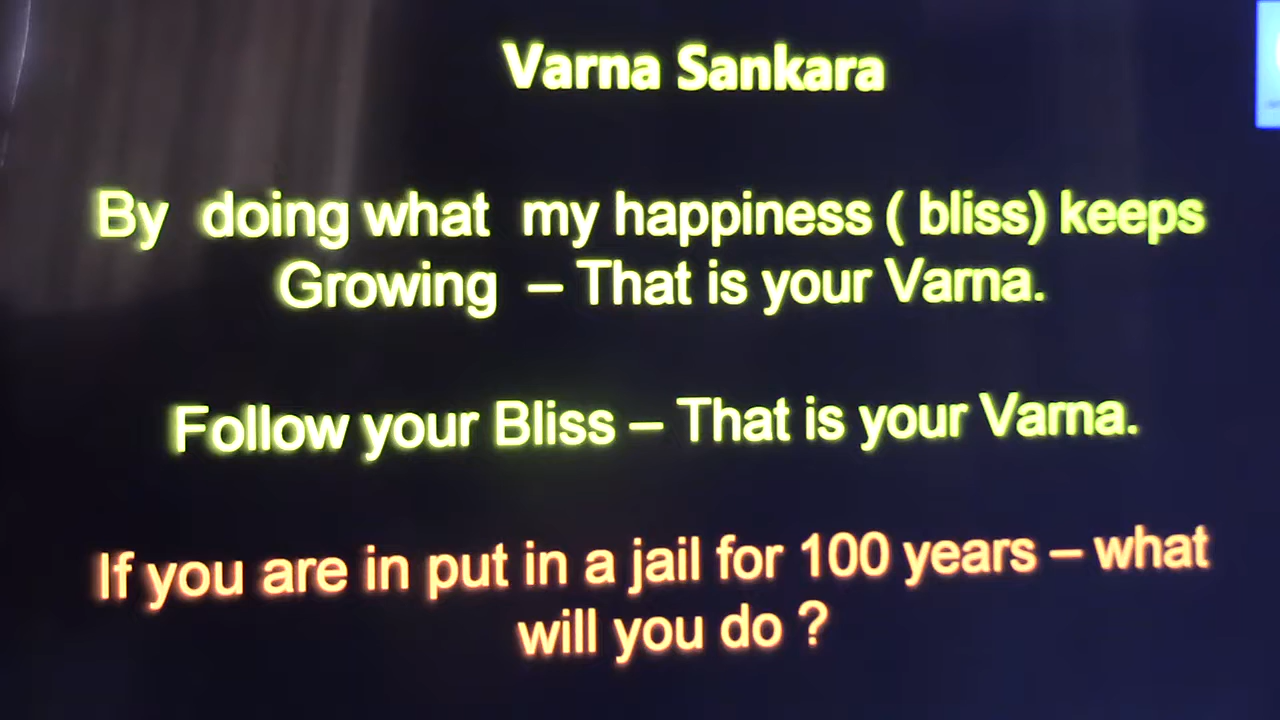 Varna Sankara
By doing what my happiness ( bliss) keeps
Growing – That is your Varna.
Follow your Bliss – That is your Varna.
If you are in put in a jail for 100 years – what
will you do ?